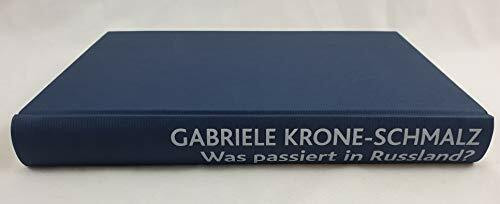 GABRIELE KRONE-SCHMALZ
Was passiert in Russland?